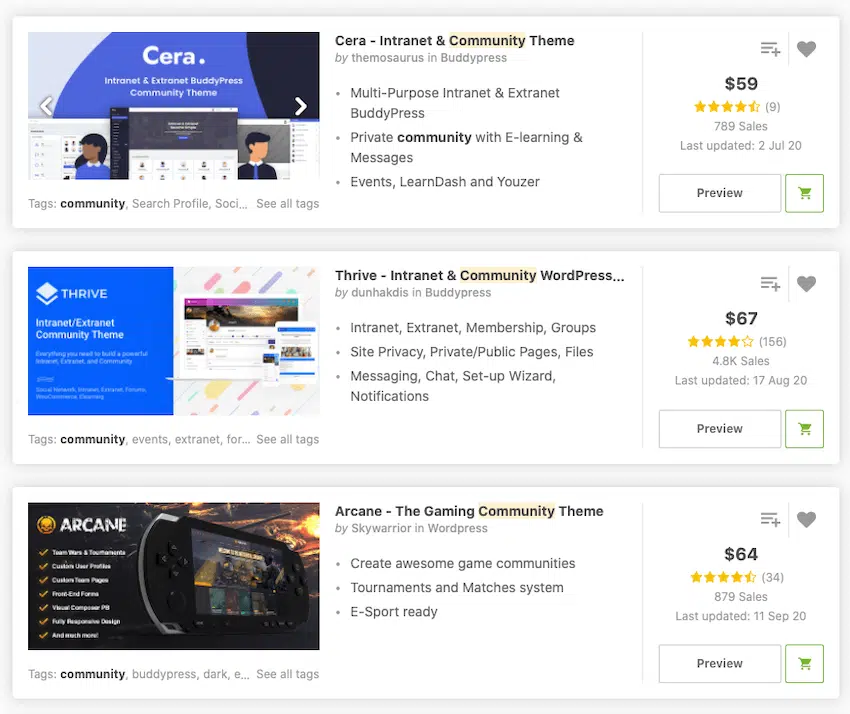 Cera.
Intranet & Extranet BuddyPress
Community Theme
Tags: community, Search Profile, Soci... See all tags
Cera - Intranet & Community Theme
by themosaurus in Buddypress
• Multi-Purpose Intranet & Extranet
BuddyPress
• Private community with E-learning &
Messages
• Events, LearnDash and Youzer
$59
(9)
789 Sales
Last updated: 2 Jul 20
Preview
THRIVE
Intranet/Extranet
Community Theme
Everything you need to build a powerful
Intranet, Extranet, and Community
Social Network, Intranet, Extranet, Forums,
WooCommerce, Elearning
Tags: community, events, extranet, for... See all tags
Thrive - Intranet & Community WordPress...
by dunhakdis in Buddypress
• Intranet, Extranet, Membership, Groups
• Site Privacy, Private/Public Pages, Files
• Messaging, Chat, Set-up Wizard,
Notifications
$67
(156)
4.8K Sales
Last updated: 17 Aug 20
Preview
ARCANE
Team Wars & Tournaments
Custom User Profiles
Custom Team Pages
Front-End Forms
Visual Composer PB
Fully Responsive Design
And much more!
Tags: community, buddypress, dark, e... See all tags
Arcane - The Gaming Community Theme
by Skywarrior in Wordpress
• Create awesome game communities
• Tournaments and Matches system
• E-Sport ready
$64
(34)
879 Sales
Last updated: 11 Sep 20
Preview